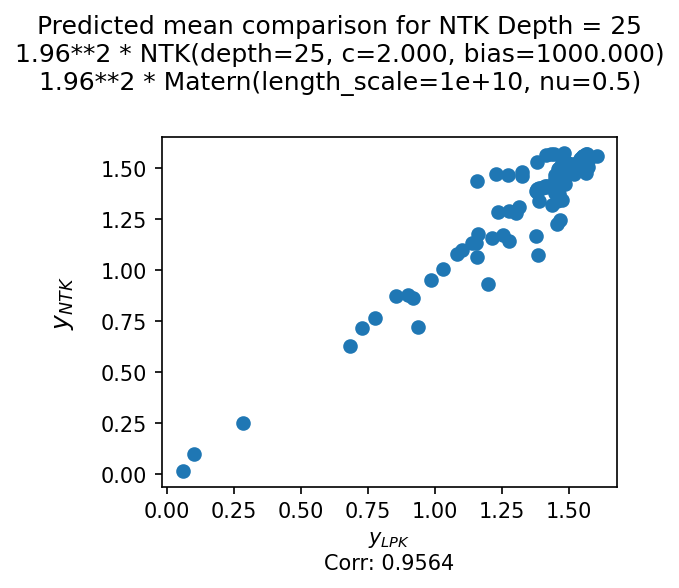 Predicted mean comparison for NTK Depth = 25
1.96**2 * NTK(depth=25, c=2.000, bias=1000.000)
1.96**2 * Matern(length_scale=1e+10, nu=0.5)
1.50
1.25
1.00
0.75
0.50
0.25
0.00
y_NTK
0.00 0.25 0.50 0.75 1.00 1.25 1.50
y_LPK
Corr: 0.9564